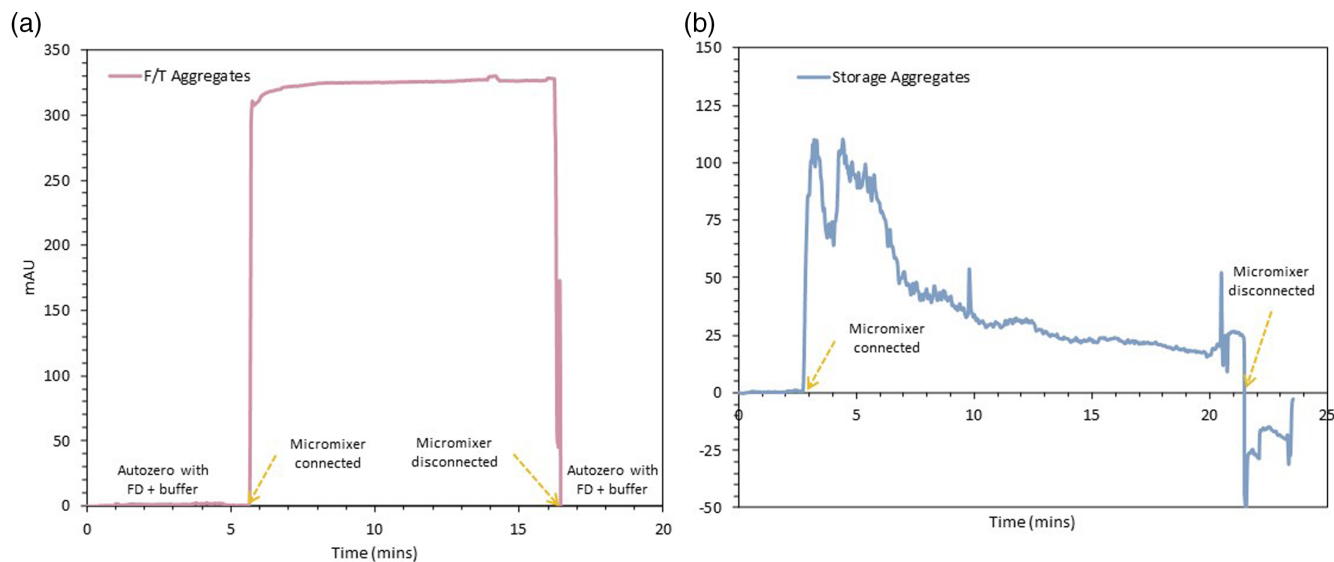 (a)
350
300
250
200
150
100
50
0
mAU
F/T Aggregates
Autozero with
FD + buffer
Micromixer
connected
Micromixer
disconnected
Autozero with
FD + buffer
0 5 10 15 20
Time (mins)
(b)
150
125
100
75
50
25
0
-25
-50
Storage Aggregates
Micromixer
connected
Micromixer
disconnected
0 5 10 15 20 25
Time (mins)